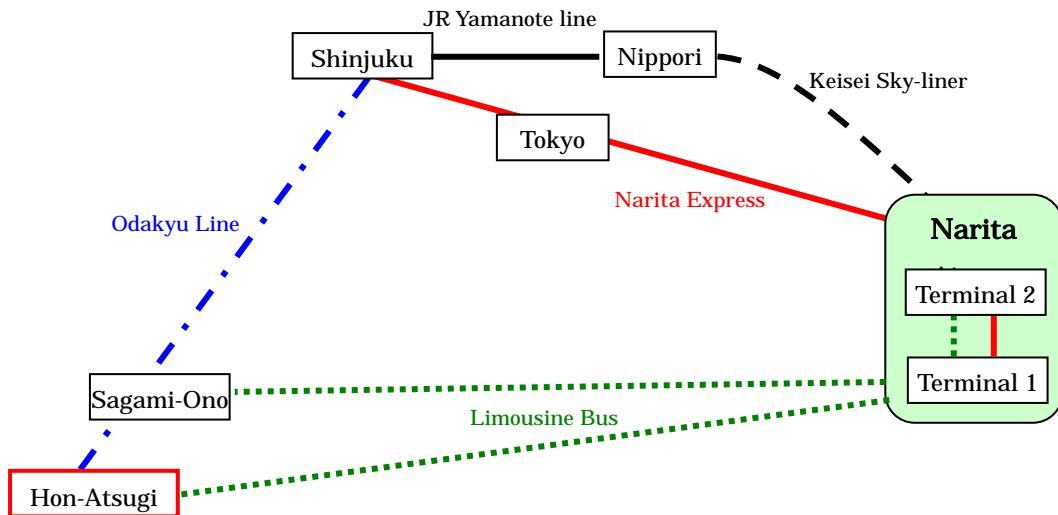 JR Yamanote line
Shinjuku
Nippori
Keisei Sky-liner
Tokyo
Narita Express
Odakyu Line
Narita
Terminal 2
Terminal 1
Sagami-Ono
Limousine Bus
Hon-Atsugi